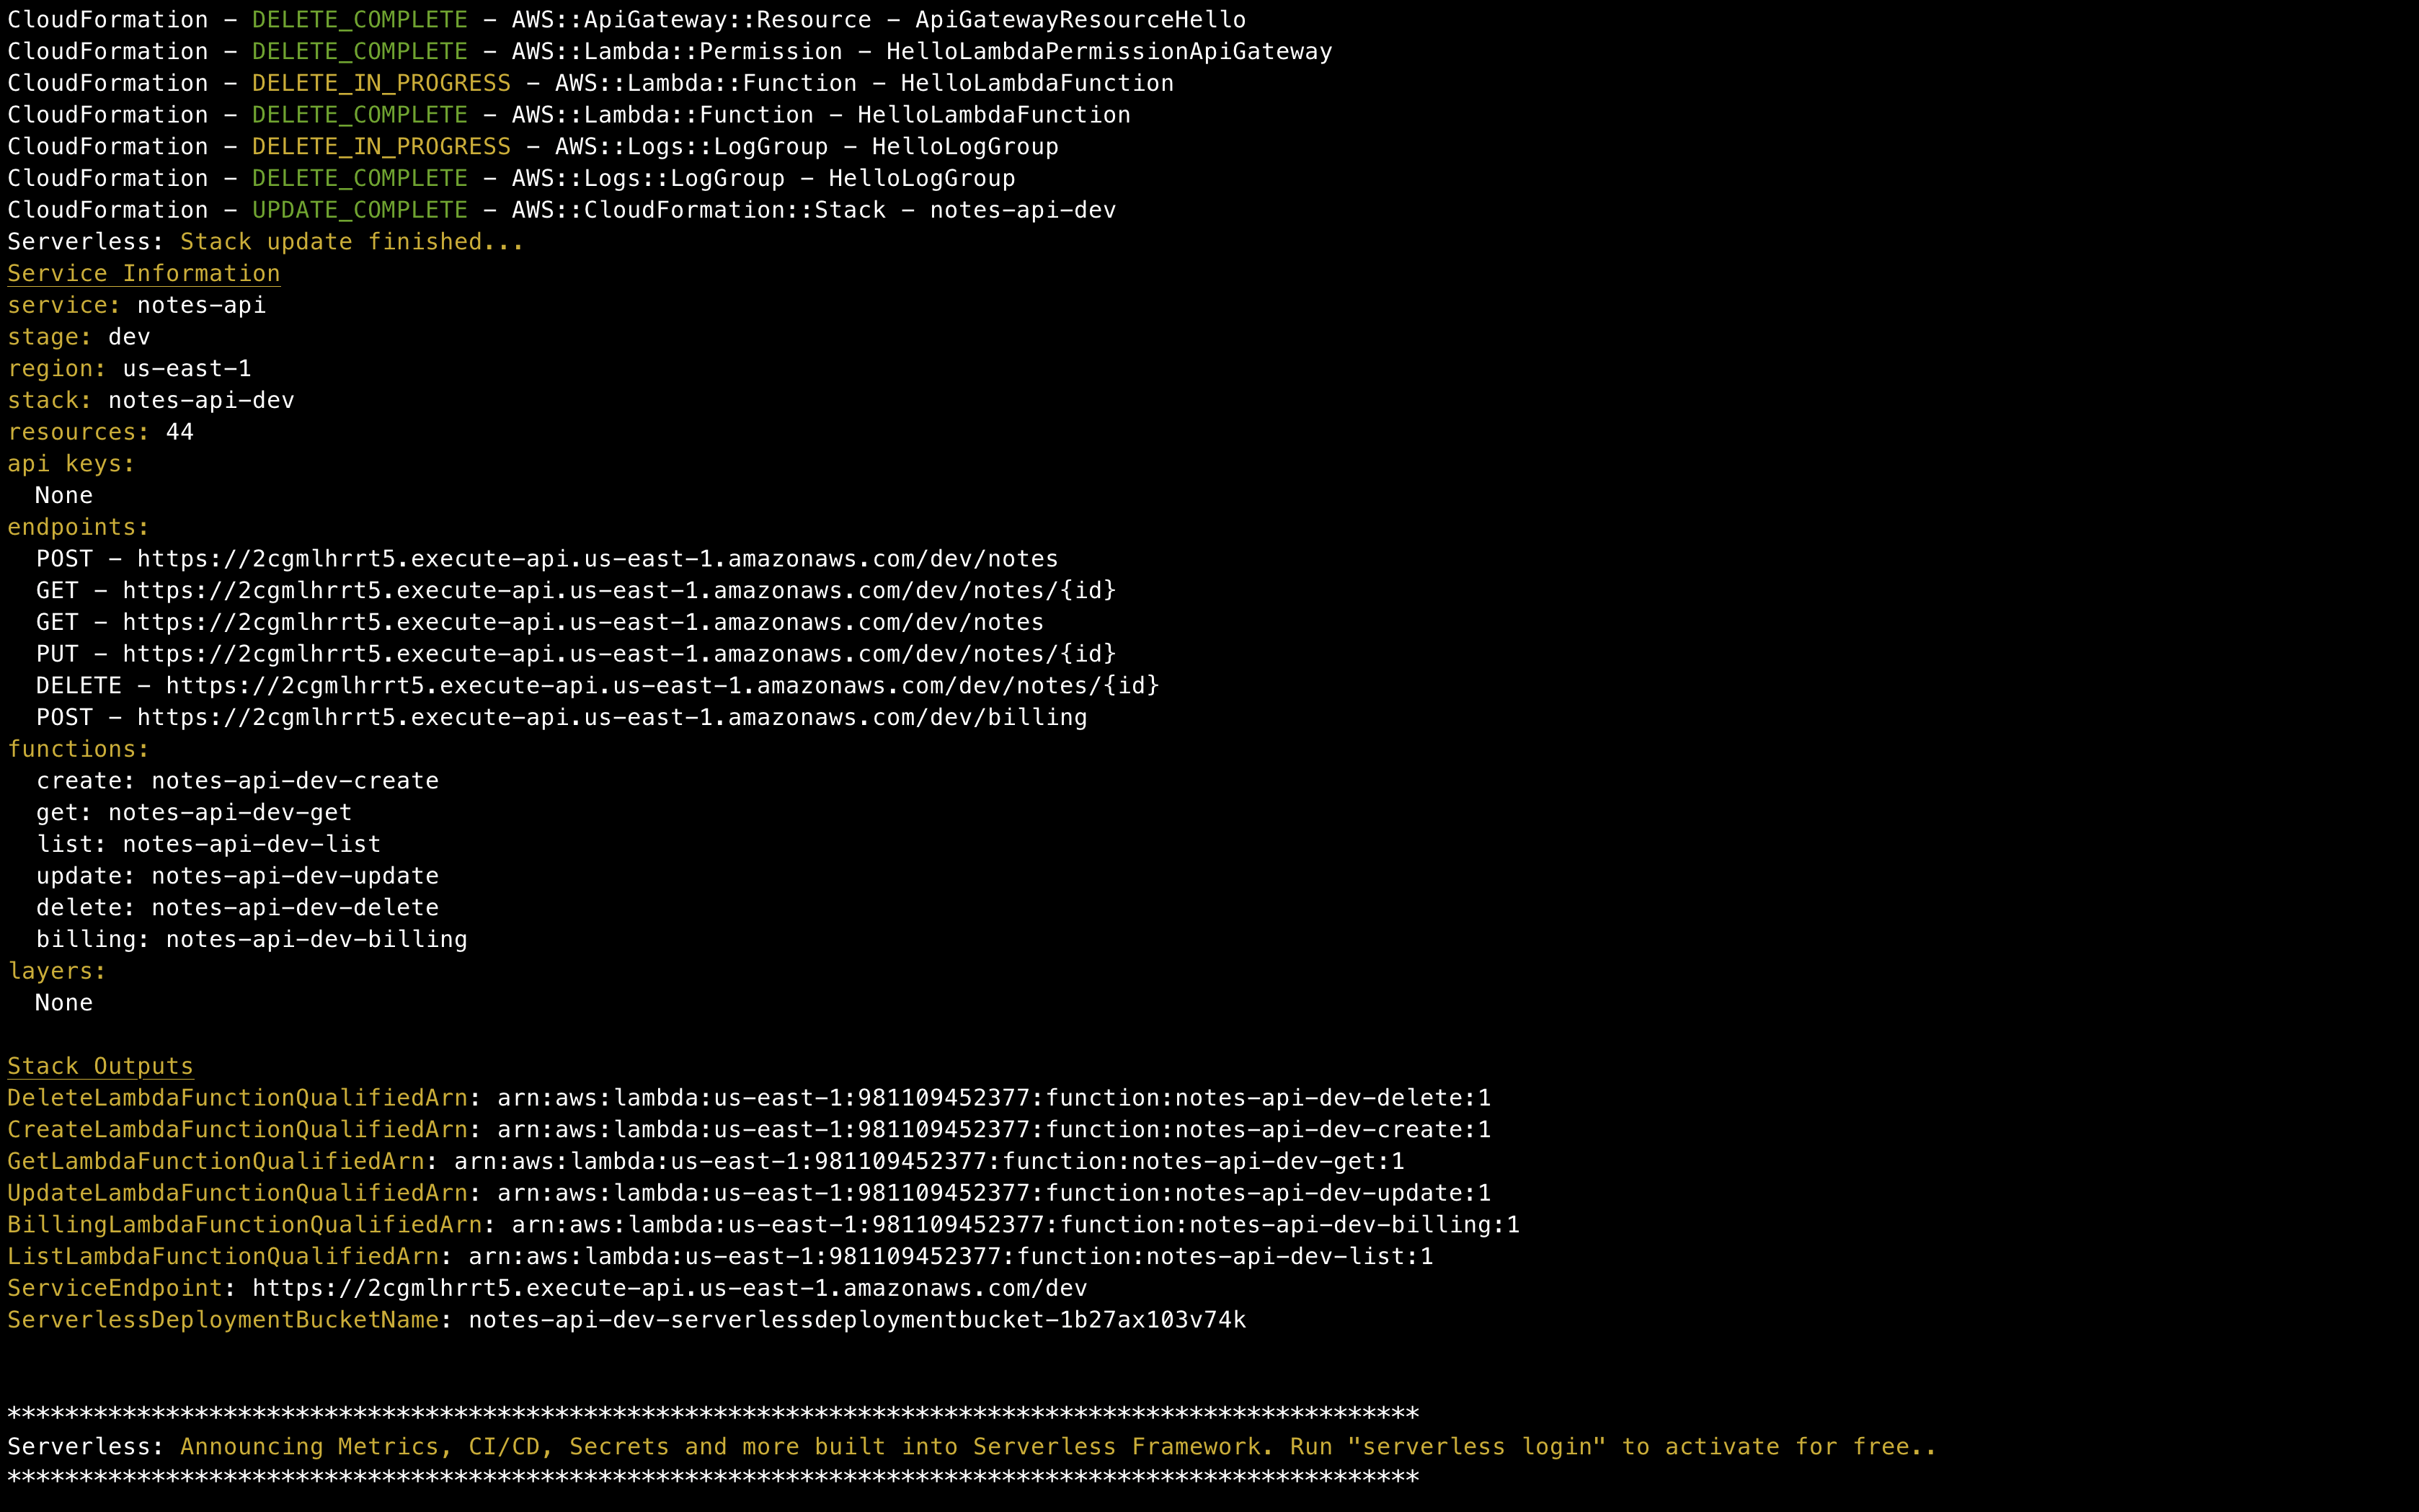 CloudFormation - DELETE_COMPLETE - AWS::ApiGateway::Resource - ApiGatewayResourceHello
CloudFormation - DELETE_COMPLETE - AWS::Lambda::Permission - HelloLambdaPermissionApiGateway
CloudFormation - DELETE_IN_PROGRESS - AWS::Lambda::Function - HelloLambdaFunction
CloudFormation - DELETE_COMPLETE - AWS::Lambda::Function - HelloLambdaFunction
CloudFormation - DELETE_IN_PROGRESS - AWS::Logs::LogGroup - HelloLogGroup
CloudFormation - DELETE_COMPLETE - AWS::Logs::LogGroup - HelloLogGroup
CloudFormation - UPDATE_COMPLETE - AWS::CloudFormation::Stack - notes-api-dev
Serverless: Stack update finished...
Service Information
service: notes-api
stage: dev
region: us-east-1
stack: notes-api-dev
resources: 44
api keys:
  None
endpoints:
  POST - https://2cgmlhrrt5.execute-api.us-east-1.amazonaws.com/dev/notes
  GET - https://2cgmlhrrt5.execute-api.us-east-1.amazonaws.com/dev/notes/{id}
  GET - https://2cgmlhrrt5.execute-api.us-east-1.amazonaws.com/dev/notes
  PUT - https://2cgmlhrrt5.execute-api.us-east-1.amazonaws.com/dev/notes/{id}
  DELETE - https://2cgmlhrrt5.execute-api.us-east-1.amazonaws.com/dev/notes/{id}
  POST - https://2cgmlhrrt5.execute-api.us-east-1.amazonaws.com/dev/billing
functions:
  create: notes-api-dev-create
  get: notes-api-dev-get
  list: notes-api-dev-list
  update: notes-api-dev-update
  delete: notes-api-dev-delete
  billing: notes-api-dev-billing
layers:
  None
Stack Outputs
DeleteLambdaFunctionQualifiedArn: arn:aws:lambda:us-east-1:981109452377:function:notes-api-dev-delete:1
CreateLambdaFunctionQualifiedArn: arn:aws:lambda:us-east-1:981109452377:function:notes-api-dev-create:1
GetLambdaFunctionQualifiedArn: arn:aws:lambda:us-east-1:981109452377:function:notes-api-dev-get:1
UpdateLambdaFunctionQualifiedArn: arn:aws:lambda:us-east-1:981109452377:function:notes-api-dev-update:1
BillingLambdaFunctionQualifiedArn: arn:aws:lambda:us-east-1:981109452377:function:notes-api-dev-billing:1
ListLambdaFunctionQualifiedArn: arn:aws:lambda:us-east-1:981109452377:function:notes-api-dev-list:1
ServiceEndpoint: https://2cgmlhrrt5.execute-api.us-east-1.amazonaws.com/dev
ServerlessDeploymentBucketName: notes-api-dev-serverlessdeploymentbucket-1b27ax103v74k
**************************************************************************************************
Serverless: Announcing Metrics, CI/CD, Secrets and more built into Serverless Framework. Run "serverless login" to activate for free..
**************************************************************************************************